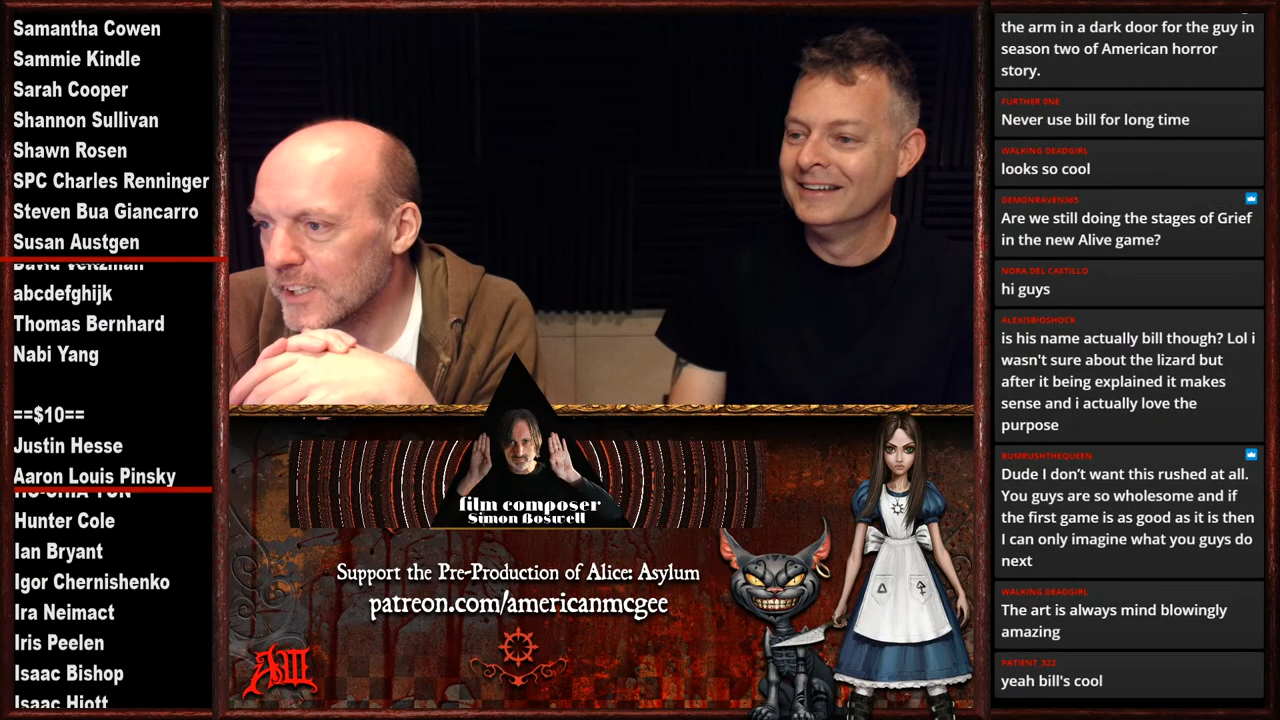 Samantha Cowen
Sammie Kindle
Sarah Cooper
Shannon Sullivan
Shawn Rosen
SPC Charles Renninger
Steven Bua Giancarro
Susan Austgen
abcdefghijk
Thomas Bernhard
Nabi Yang
==$10==
Justin Hesse
Aaron Louis Pinsky
Hunter Cole
Ian Bryant
Igor Chernishenko
Ira Neimact
Iris Peelen
Isaac Bishop
Isaac Hiott
film composer
Simon Boswell
Support the Pre-Production of Alice: Asylum
patreon.com/americanmcgee
AIII
the arm in a dark door for the guy in
season two of American horror
story.
FURTHER 0NE
Never use bill for long time
WALKING DEADGIRL
looks so cool
DEMONRAVEN365
Are we still doing the stages of Grief
in the new Alive game?
NORA DEL CASTILLO
hi guys
ALEXISBIOSHOCK
is his name actually bill though? Lol i
wasn't sure about the lizard but
after it being explained it makes
sense and i actually love the
purpose
BUMRUSHTHEQUEEN
Dude I don't want this rushed at all.
You guys are so wholesome and if
the first game is as good as it is then
I can only imagine what you guys do
next
WALKING DEADGIRL
The art is always mind blowingly
amazing
PATIENT_322
yeah bill's cool